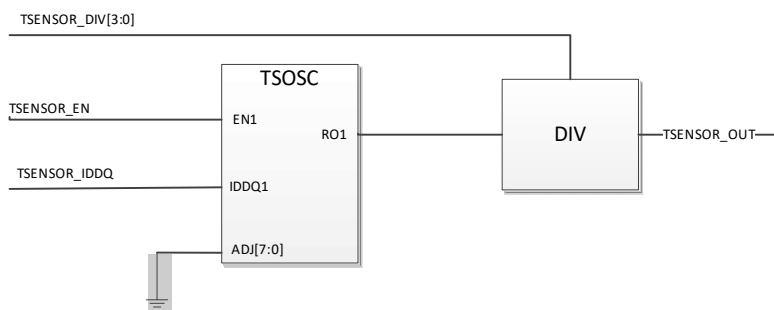 TSENSOR_DIV[3:0]
TSOSC
TSENSOR_EN
EN1
RO1
DIV
TSENSOR_OUT
TSENSOR_IDDQ
IDDQ1
ADJ[7:0]